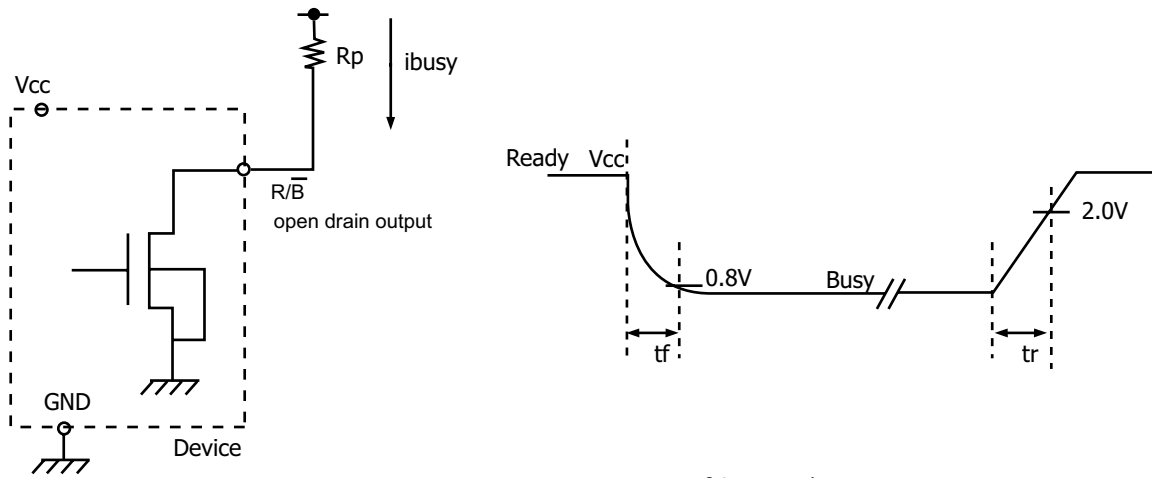 Rp
ibusy
Vcc
R/B̅
open drain output
GND
Device
Ready Vcc
2.0V
0.8V
Busy
tf
tr